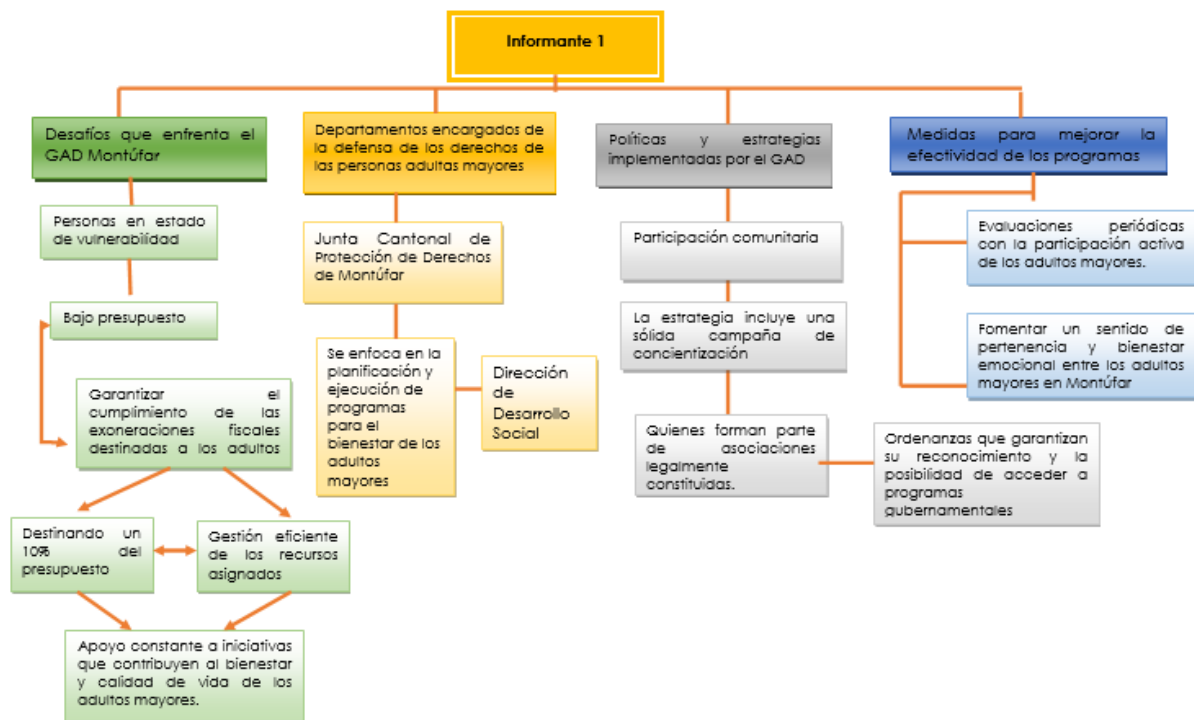 Informante 1
Desafíos que enfrenta el
GAD Montúfar
Personas en estado
de vulnerabilidad
Bajo presupuesto
Garantizar el
cumplimiento de las
exoneraciones fiscales
destinadas a los adultos
Destinando un
10% del
presupuesto
Gestión eficiente
de los recursos
asignados
Apoyo constante a iniciativas
que contribuyen al bienestar
y calidad de vida de los
adultos mayores.
Departamentos encargados de
la defensa de los derechos de
las personas adultas mayores
Junta Cantonal de
Protección de Derechos
de Montúfar
Se enfoca en la
planificación y
ejecución de
programas
para el
bienestar de los
adultos
mayores
Dirección
de
Desarrollo
Social
Políticas y estrategias
implementadas por el GAD
Participación comunitaria
La estrategia incluye una
sólida campaña de
concientización
Quienes forman parte
de asociaciones
legalmente
constituidas.
Ordenanzas que garantizan
su reconocimiento y la
posibilidad de acceder a
programas
gubernamentales
Medidas para mejorar la
efectividad de los programas
Evaluaciones periódicas
con la participación activa
de los adultos mayores.
Fomentar un sentido de
pertenencia y bienestar
emocional entre los adultos
mayores en Montúfar